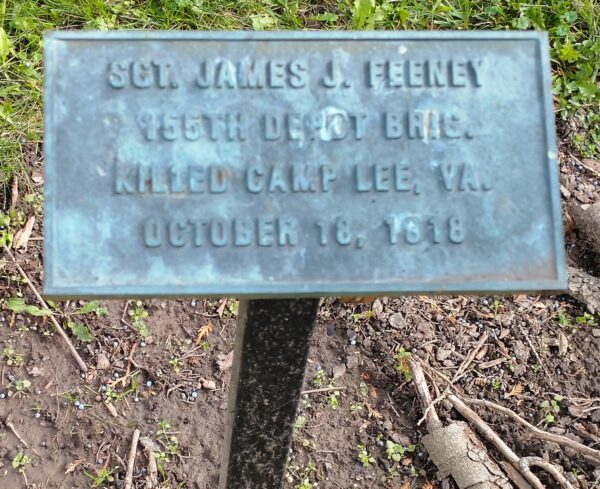 SGT. JAMES J. FEENEY
155TH DEPOT BRIG.
KILLED CAMP LEE, VA.
OCTOBER 18, 1918